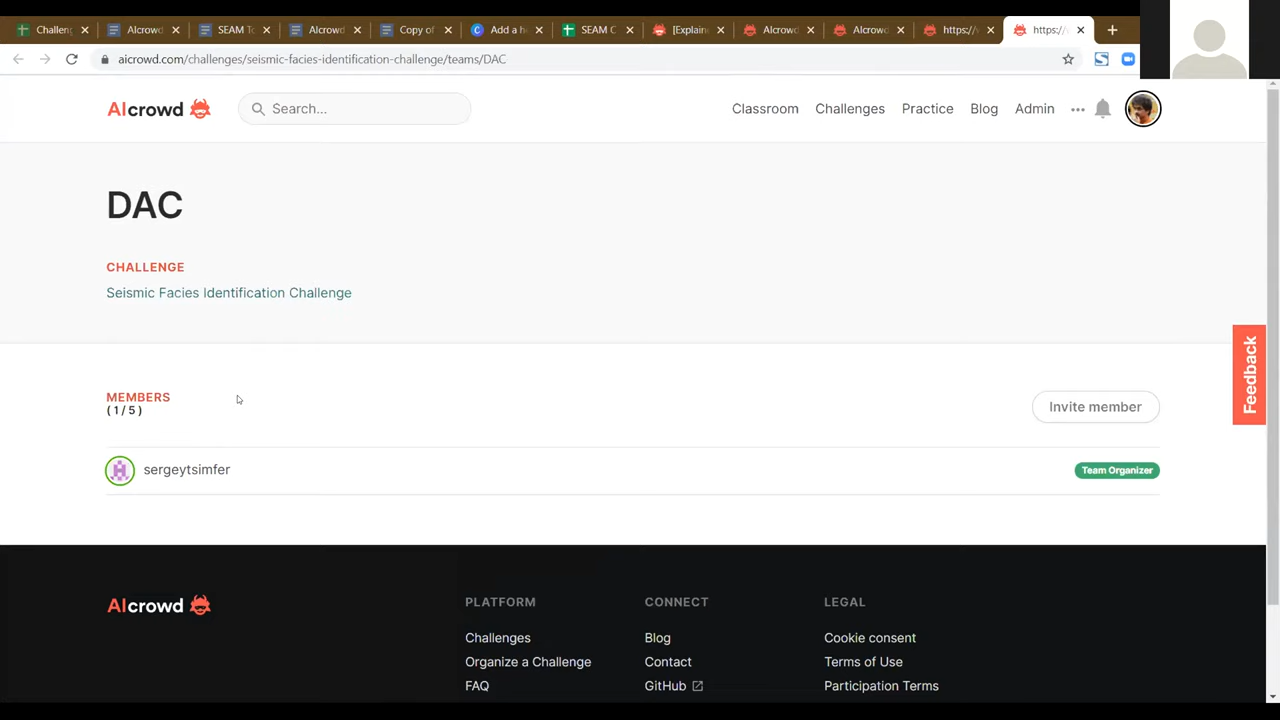 Challeng
AIcrowd
SEAM To
AIcrowd
Copy of
Add a h
SEAM C
[Explain
AIcrowd
AIcrowd
https://
https://
aicrowd.com/challenges/seismic-facies-identification-challenge/teams/DAC
AIcrowd
Search...
Classroom
Challenges
Practice
Blog
Admin
DAC
CHALLENGE
Seismic Facies Identification Challenge
Feedback
MEMBERS
( 1 / 5 )
Invite member
sergeytsimfer
Team Organizer
AIcrowd
PLATFORM
CONNECT
LEGAL
Challenges
Blog
Cookie consent
Organize a Challenge
Contact
Terms of Use
FAQ
GitHub
Participation Terms